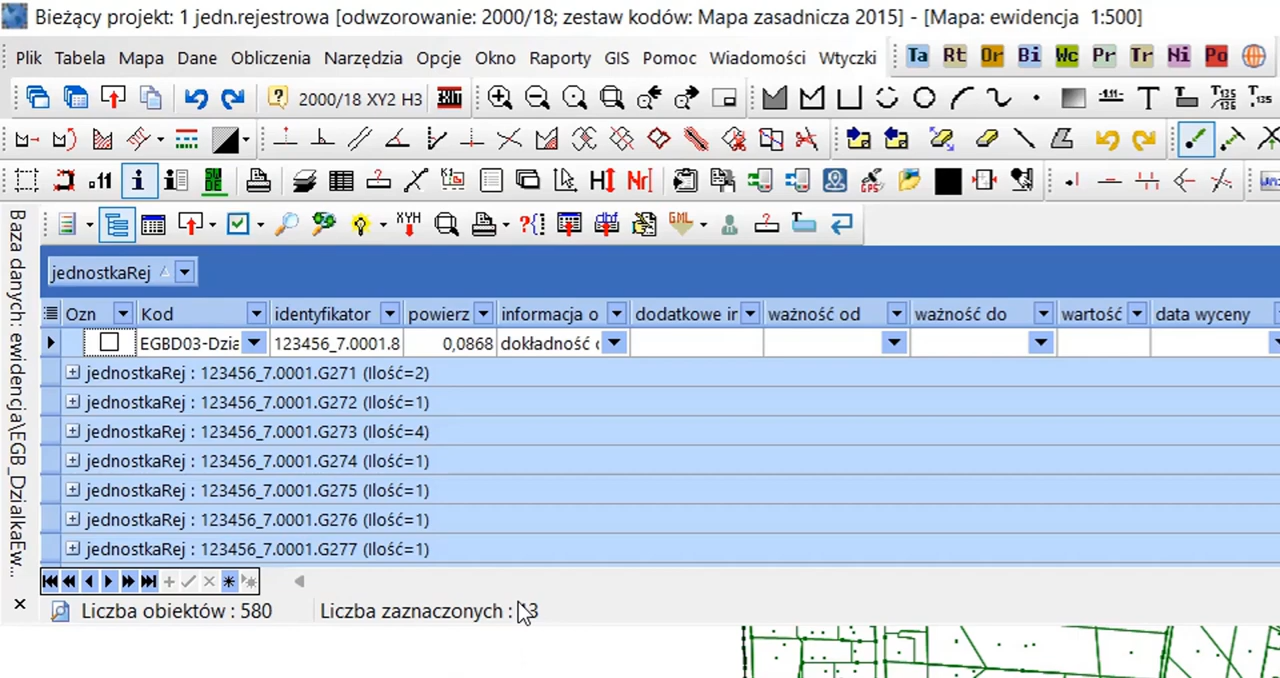 Bieżący projekt: 1 jedn.rejestrowa [odwzorowanie: 2000/18; zestaw kodów: Mapa zasadnicza 2015] - [Mapa: ewidencja 1:500]
Plik Tabela Mapa Dane Obliczenia Narzędzia Opcje Okno Raporty GIS Pomoc Wiadomości Wtyczki Ta Rt Or Bi Wc Pr Tr Ni Po
2000/18 XY2 H3
Baza danych: ewidencja\EGB_DzialkaEw...
jednostkaRej
Ozn Kod identyfikator powierz informacja o dodatkowe ir ważność od ważność do wartość data wyceny
EGBD03-Dzia 123456_7.0001.8 0,0868 dokładność
jednostkaRej : 123456_7.0001.G271 (Ilość=2)
jednostkaRej : 123456_7.0001.G272 (Ilość=1)
jednostkaRej : 123456_7.0001.G273 (Ilość=4)
jednostkaRej : 123456_7.0001.G274 (Ilość=1)
jednostkaRej : 123456_7.0001.G275 (Ilość=1)
jednostkaRej : 123456_7.0001.G276 (Ilość=1)
jednostkaRej : 123456_7.0001.G277 (Ilość=1)
Liczba obiektów : 580 Liczba zaznaczonych :